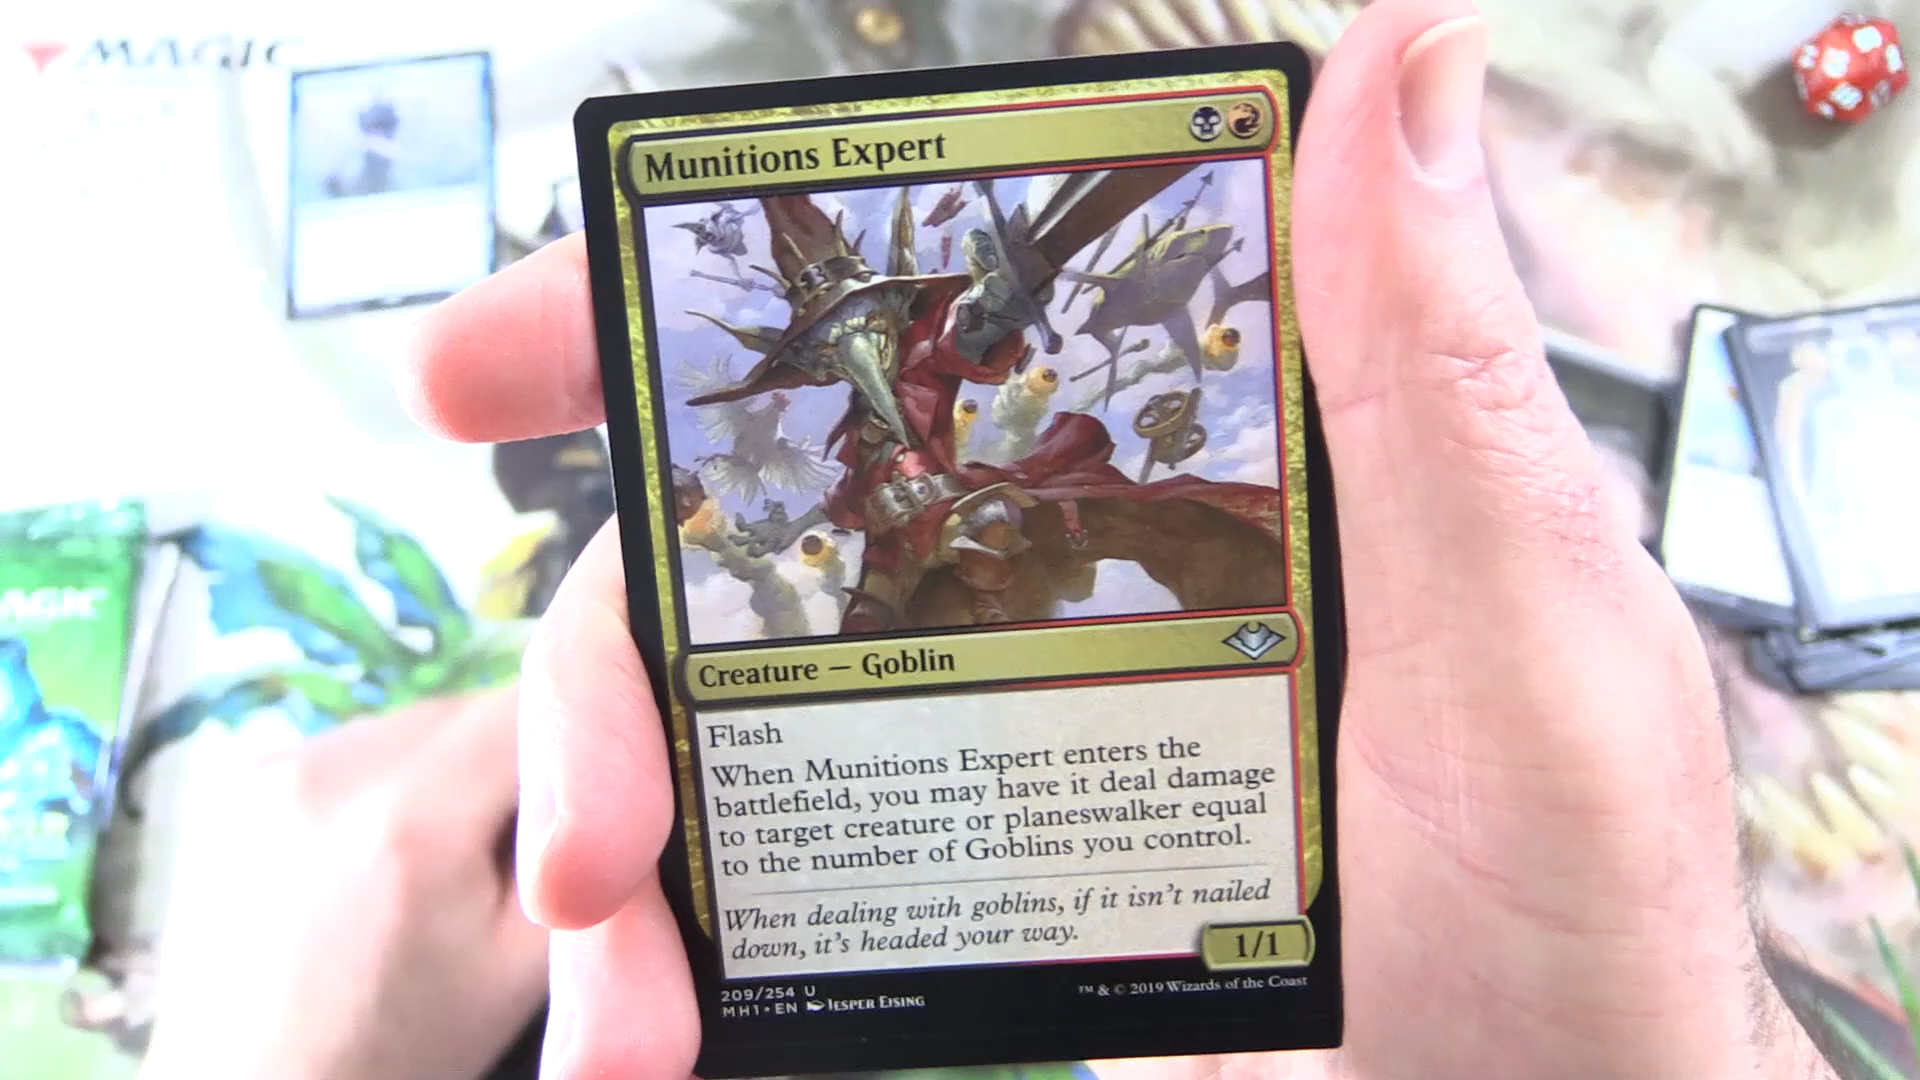 MAGIC
Munitions Expert
Creature — Goblin
Flash
When Munitions Expert enters the
battlefield, you may have it deal damage
to target creature or planeswalker equal
to the number of Goblins you control.
When dealing with goblins, if it isn't nailed
down, it's headed your way.
1/1
209/254 U
MH1 • EN JESPER EJSING
™ & © 2019 Wizards of the Coast
AGIC